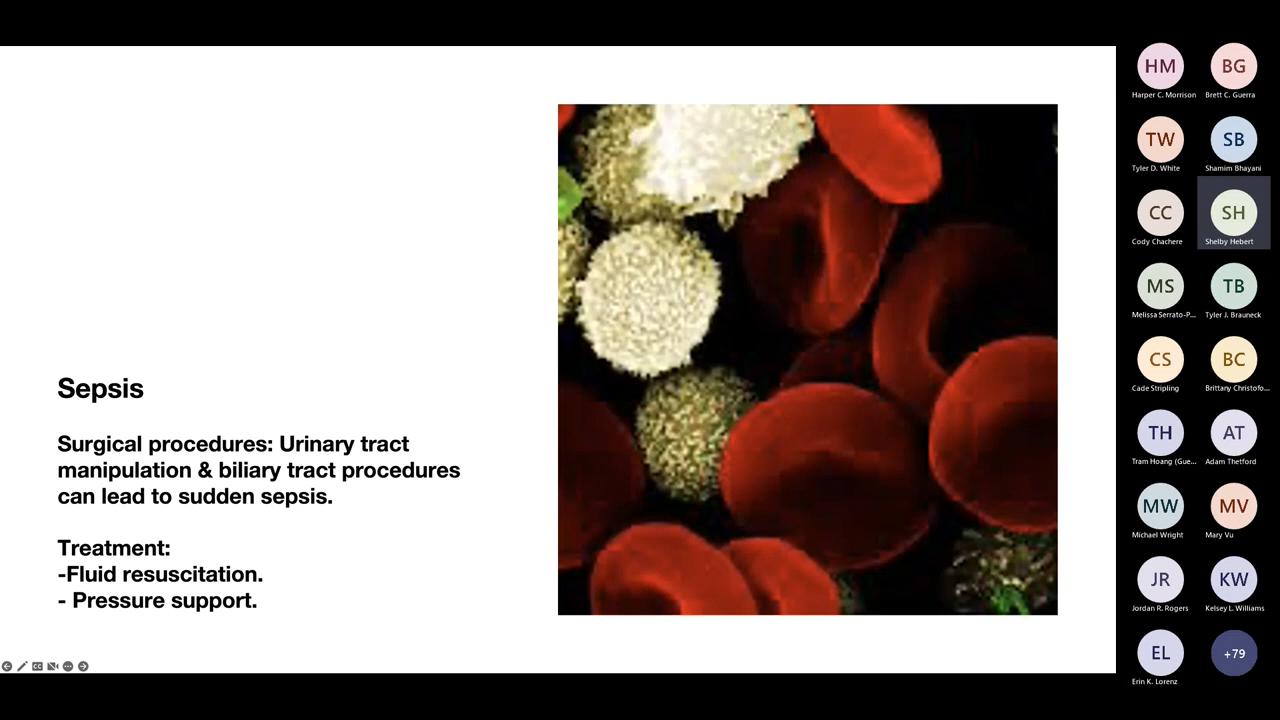 Sepsis
Surgical procedures: Urinary tract
manipulation & biliary tract procedures
can lead to sudden sepsis.
Treatment:
-Fluid resuscitation.
- Pressure support.
HM
Harper C. Morrison
BG
Brett C. Guerra
TW
Tyler D. White
SB
Shamim Bhayani
CC
Cody Chachere
SH
Shelby Hebert
MS
Melissa Serrato-P...
TB
Tyler J. Brauneck
CS
Cade Stripling
BC
Brittany Christofo...
TH
Tram Hoang (Gue...
AT
Adam Thetford
MW
Michael Wright
MV
Mary Vu
JR
Jordan R. Rogers
KW
Kelsey L. Williams
EL
Erin K. Lorenz
+79